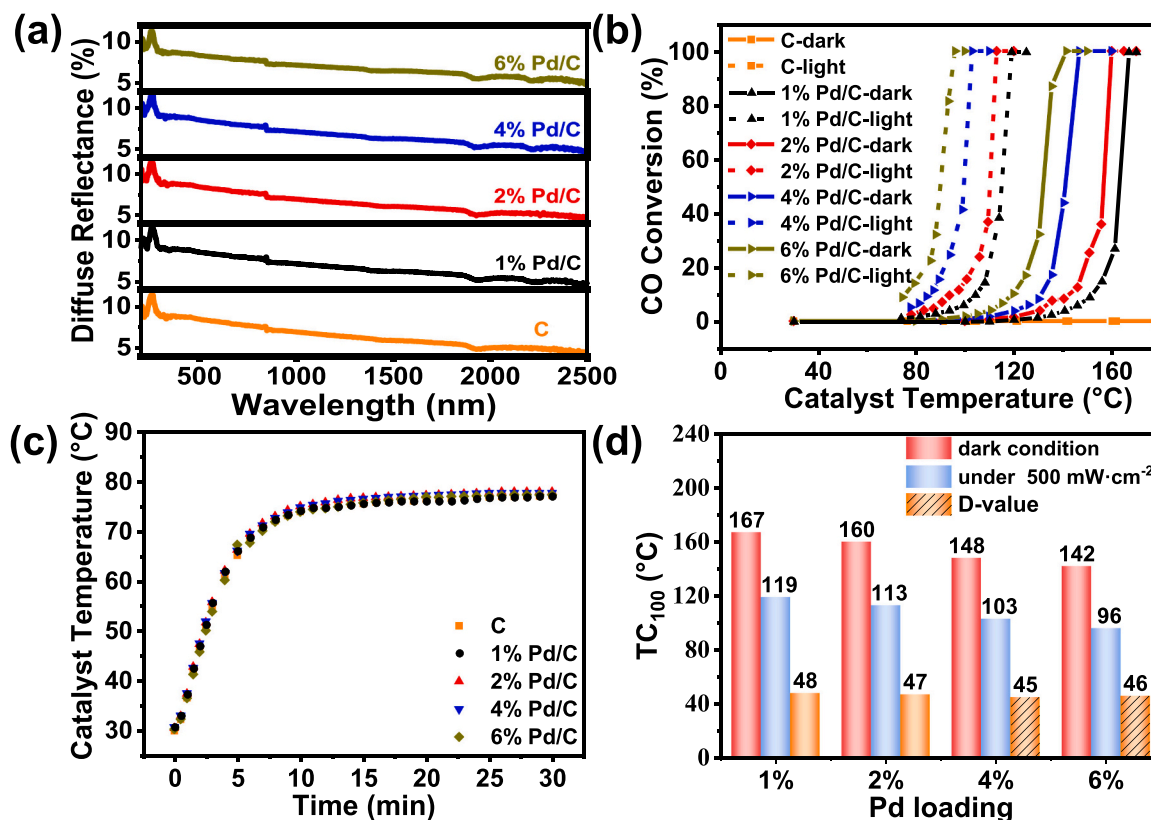 (a)
Diffuse Reflectance (%)
10
5
6% Pd/C
10
5
4% Pd/C
10
5
2% Pd/C
10
5
1% Pd/C
10
5
C
500
1000
1500
2000
2500
Wavelength (nm)
(b)
CO Conversion (%)
100
80
60
40
20
0
C-dark
C-light
1% Pd/C-dark
1% Pd/C-light
2% Pd/C-dark
2% Pd/C-light
4% Pd/C-dark
4% Pd/C-light
6% Pd/C-dark
6% Pd/C-light
40
80
120
160
Catalyst Temperature (°C)
(c)
Catalyst Temperature (°C)
90
80
70
60
50
40
30
C
1% Pd/C
2% Pd/C
4% Pd/C
6% Pd/C
0
5
10
15
20
25
30
Time (min)
(d)
TC₁₀₀ (°C)
240
200
160
120
80
40
0
dark condition
under 500 mW·cm⁻²
D-value
167
119
48
160
113
47
148
103
45
142
96
46
1%
2%
4%
6%
Pd loading